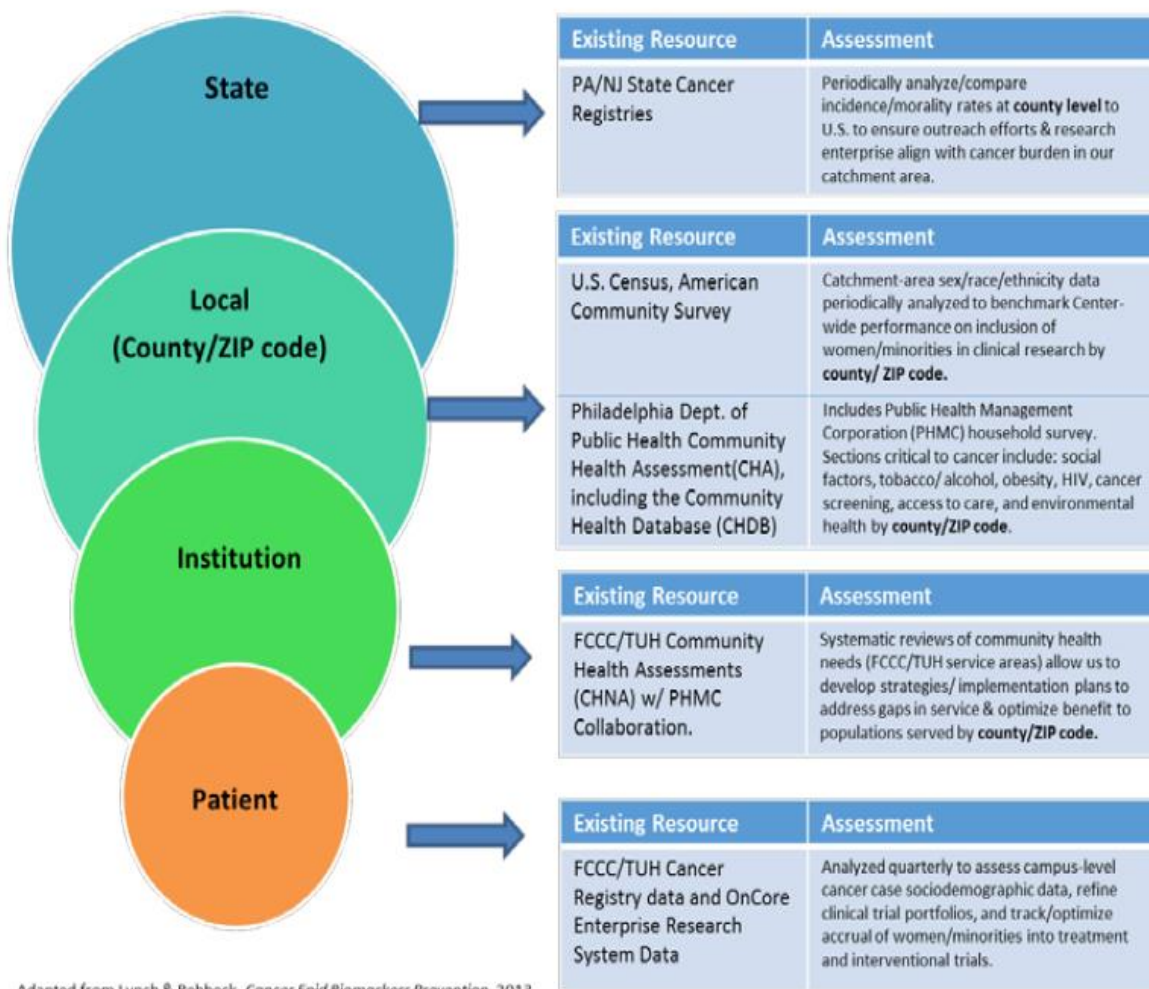 State
Existing Resource Assessment
PA/NJ State Cancer
Registries
Periodically analyze/compare
incidence/morality rates at county level to
U.S. to ensure outreach efforts & research
enterprise align with cancer burden in our
catchment area.
Local
(County/ZIP code)
Existing Resource Assessment
U.S. Census, American
Community Survey
Catchment-area sex/race/ethnicity data
periodically analyzed to benchmark Center-
wide performance on inclusion of
women/minorities in clinical research by
county/ ZIP code.
Philadelphia Dept. of
Public Health Community
Health Assessment(CHA),
including the Community
Health Database (CHDB)
Includes Public Health Management
Corporation (PHMC) household survey.
Sections critical to cancer include: social
factors, tobacco/ alcohol, obesity, HIV, cancer
screening, access to care, and environmental
health by county/ZIP code.
Institution
Existing Resource Assessment
FCCC/TUH Community
Health Assessments
(CHNA) w/ PHMC
Collaboration.
Systematic reviews of community health
needs (FCCC/TUH service areas) allow us to
develop strategies/ implementation plans to
address gaps in service & optimize benefit to
populations served by county/ZIP code.
Patient
Existing Resource Assessment
FCCC/TUH Cancer
Registry data and OnCore
Enterprise Research
System Data
Analyzed quarterly to assess campus-level
cancer case sociodemographic data, refine
clinical trial portfolios, and track/optimize
accrual of women/minorities into treatment
and interventional trials.
Adapted from Lynch & Rebbeck, Cancer Epid Biomarkers Prevention, 2013